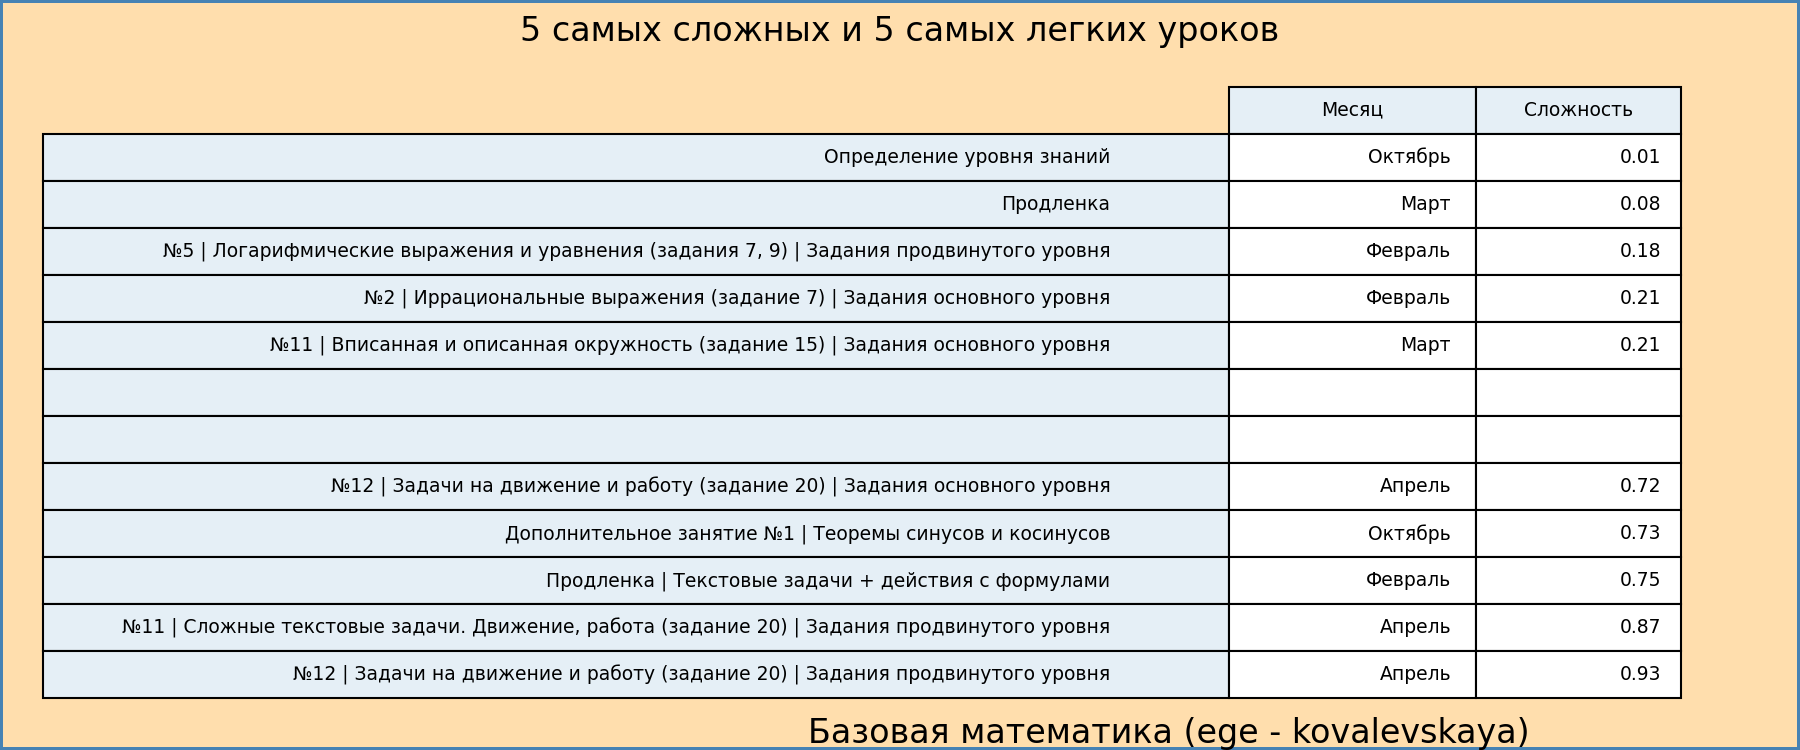 5 самых сложных и 5 самых легких уроков
Месяц Сложность
Определение уровня знаний Октябрь 0.01
Продленка Март 0.08
№5 | Логарифмические выражения и уравнения (задания 7, 9) | Задания продвинутого уровня Февраль 0.18
№2 | Иррациональные выражения (задание 7) | Задания основного уровня Февраль 0.21
№11 | Вписанная и описанная окружность (задание 15) | Задания основного уровня Март 0.21
№12 | Задачи на движение и работу (задание 20) | Задания основного уровня Апрель 0.72
Дополнительное занятие №1 | Теоремы синусов и косинусов Октябрь 0.73
Продленка | Текстовые задачи + действия с формулами Февраль 0.75
№11 | Сложные текстовые задачи. Движение, работа (задание 20) | Задания продвинутого уровня Апрель 0.87
№12 | Задачи на движение и работу (задание 20) | Задания продвинутого уровня Апрель 0.93
Базовая математика (ege - kovalevskaya)